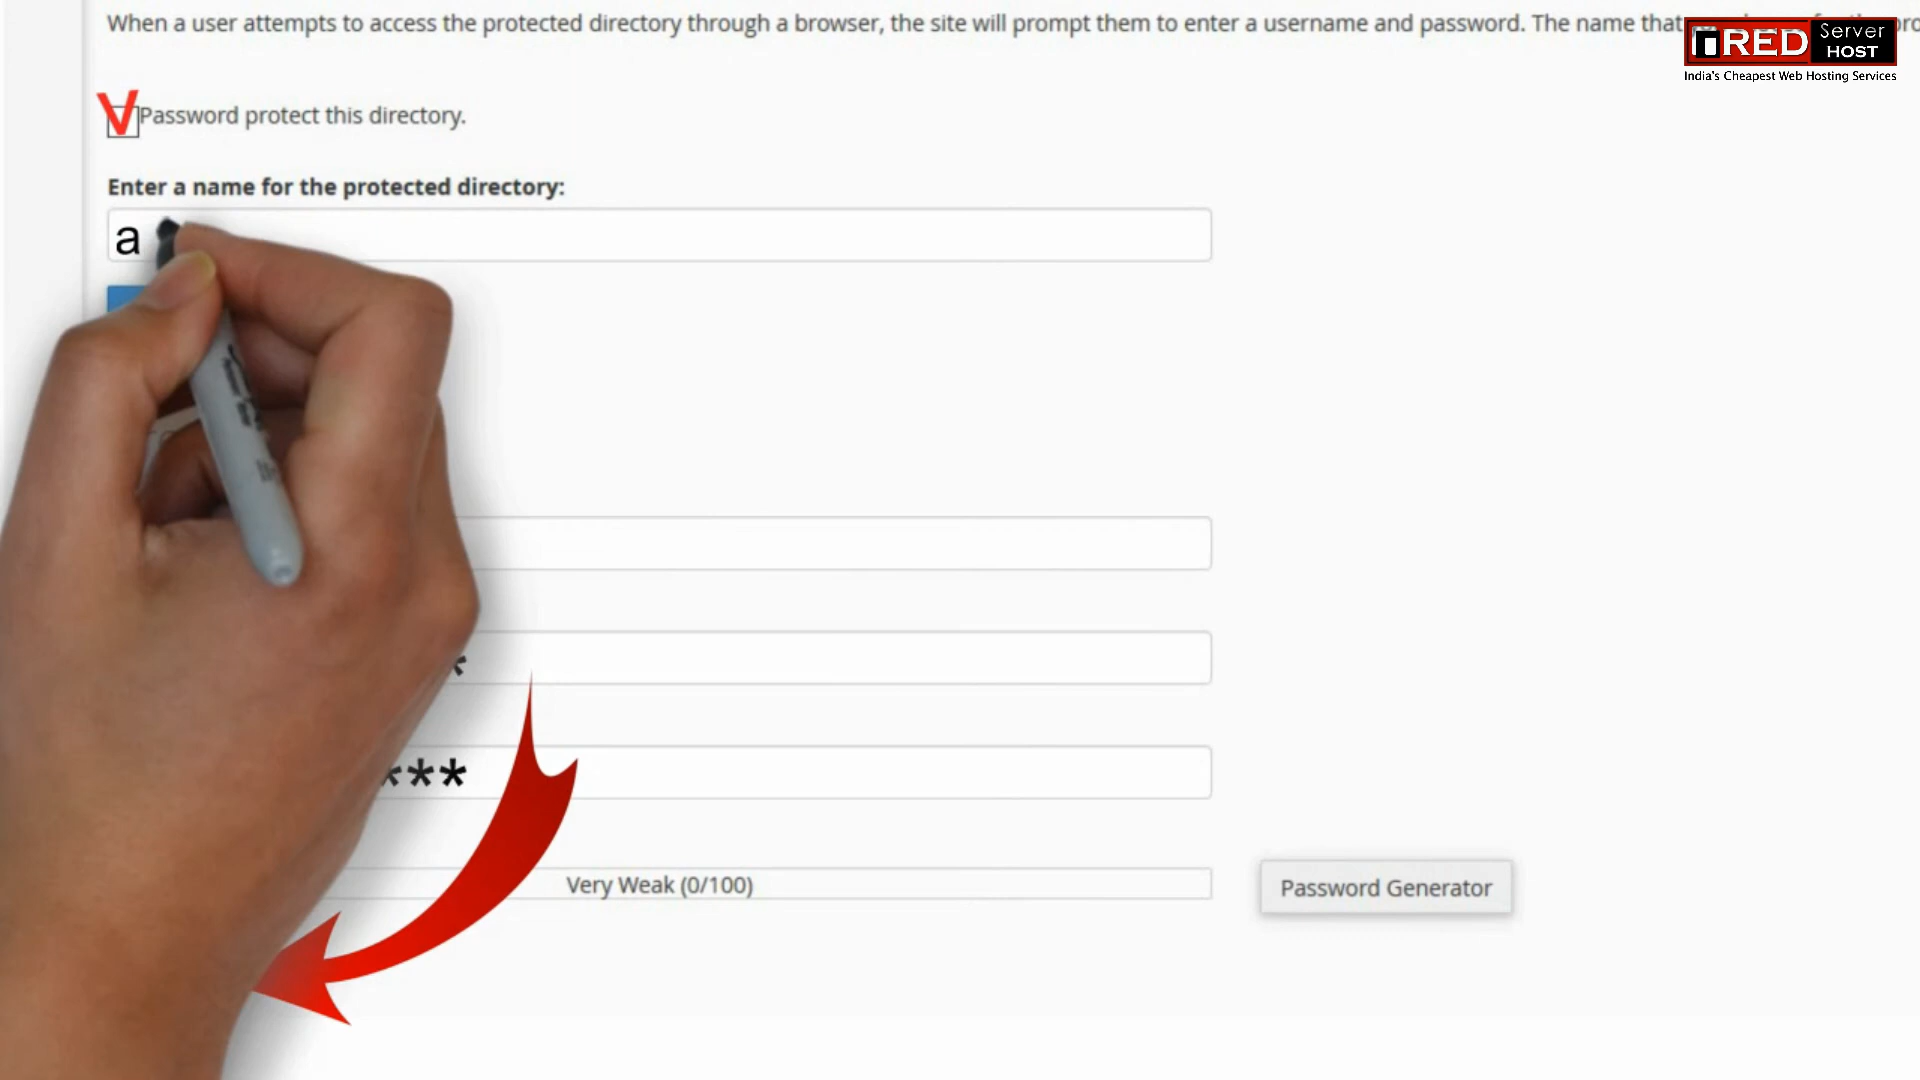 When a user attempts to access the protected directory through a browser, the site will prompt them to enter a username and password. The name that
RED Server HOST
India's Cheapest Web Hosting Services
Password protect this directory.
Enter a name for the protected directory:
a
*
***
Very Weak (0/100)
Password Generator